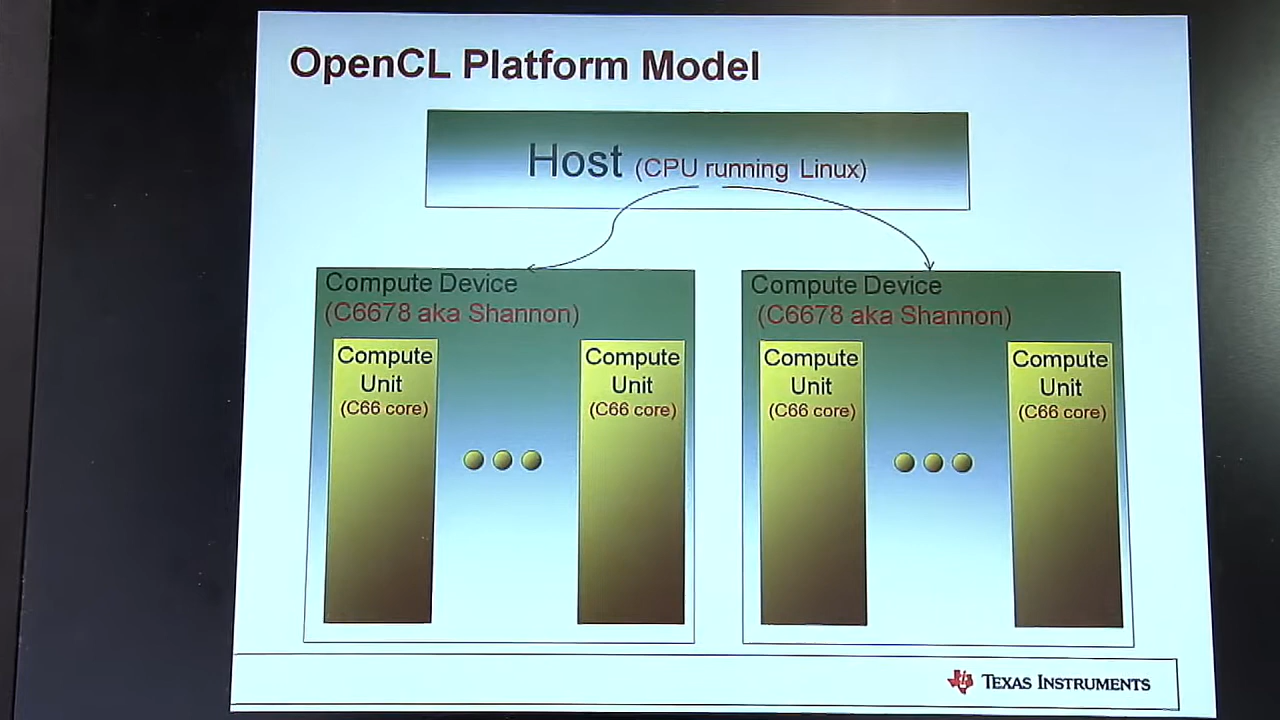 OpenCL Platform Model
Host (CPU running Linux)
Compute Device
(C6678 aka Shannon)
Compute
Unit
(C66 core)
Compute
Unit
(C66 core)
Compute Device
(C6678 aka Shannon)
Compute
Unit
(C66 core)
Compute
Unit
(C66 core)
TEXAS INSTRUMENTS